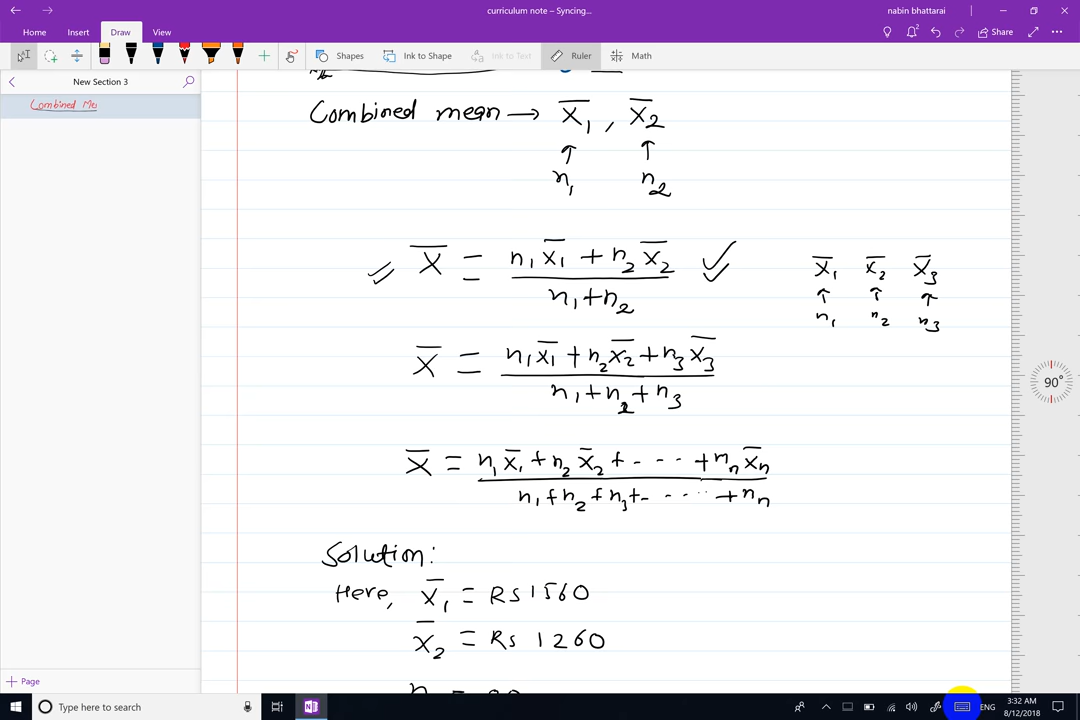 curriculum note – Syncing...
nabin bhattarai
Home Insert Draw View
Share
Shapes Ink to Shape Ink to Text Ruler Math
New Section 3
Combined Me
Combined mean → X̅₁ , X̅₂
↑ ↑
n₁ n₂
X̅ = (n₁x̅₁ + n₂x̅₂) / (n₁+n₂) ✓
X̅₁ X̅₂ X̅₃
↑ ↑ ↑
n₁ n₂ n₃
90°
X̅ = (n₁x̅₁ + n₂x̅₂ + n₃x̅₃) / (n₁+n₂+n₃)
X̅ = (n₁x̅₁ + n₂x̅₂ + - - - - + nₙx̅ₙ) / (n₁+n₂+n₃+- - - - - + nₙ)
Solution:
Here, X̅₁ = Rs 1560
X̅₂ = Rs 1260
+ Page
Type here to search
ENG
3:32 AM
8/12/2018